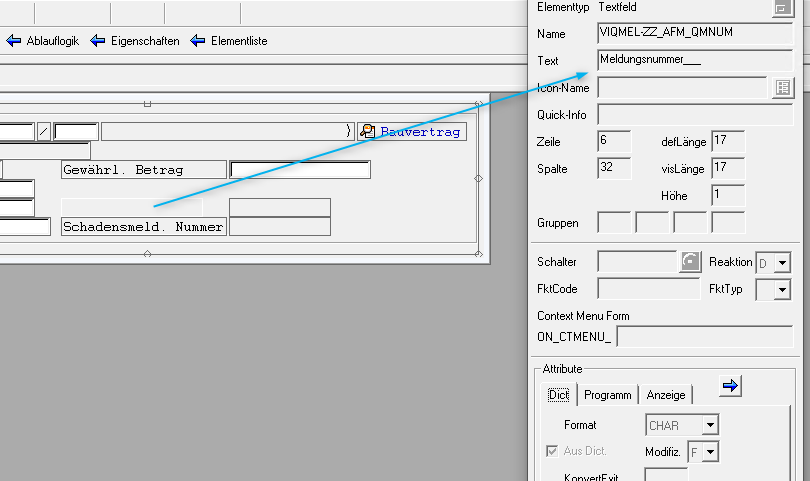 Elementtyp Textfeld
Name VIQMEL-ZZ_AFM_QMNUM
Ablauflogik Eigenschaften Elementliste
Text Meldungsnummer___
Icon-Name
Quick-Info
/ ) Bauvertrag
Zeile 6 defLänge 17
Gewährl. Betrag
Spalte 32 visLänge 17
Höhe 1
Schadensmeld. Nummer
Gruppen
Schalter Reaktion D
FktCode FktTyp
Context Menu Form
ON_CTMENU_
Attribute
Dict Programm Anzeige
Format CHAR
Aus Dict. Modifiz. F
KonvertExit